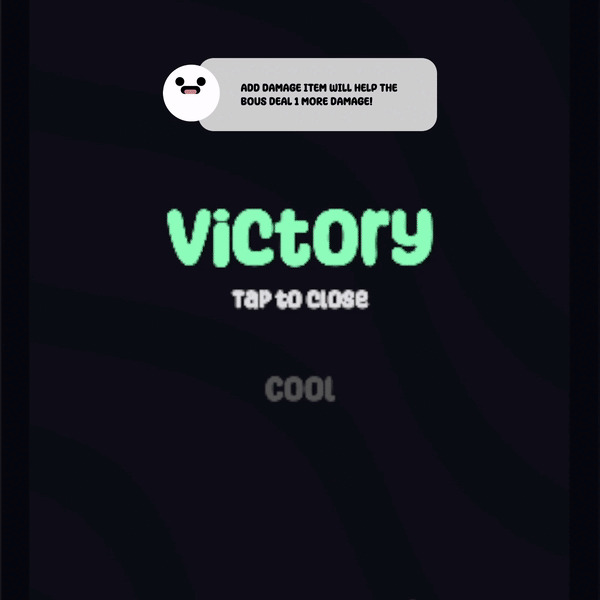 ADD DAMAGE ITEM WILL HELP THE
BOUS DEAL 1 MORE DAMAGE!
Victory
Tap to Close
COOL